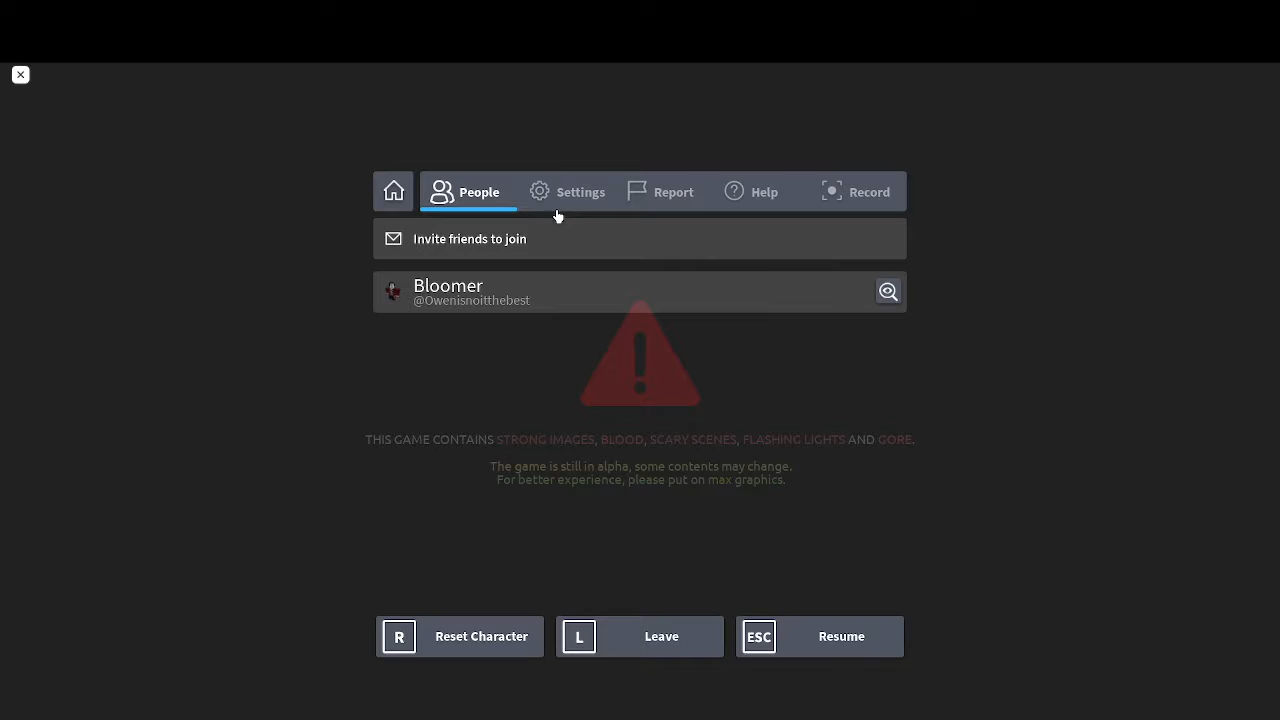 People
Settings
Report
Help
Record
Invite friends to join
Bloomer
@Owenisnoitthebest
THIS GAME CONTAINS STRONG IMAGES, BLOOD, SCARY SCENES, FLASHING LIGHTS AND GORE.
The game is still in alpha, some contents may change.
For better experience, please put on max graphics.
R Reset Character
L Leave
ESC Resume